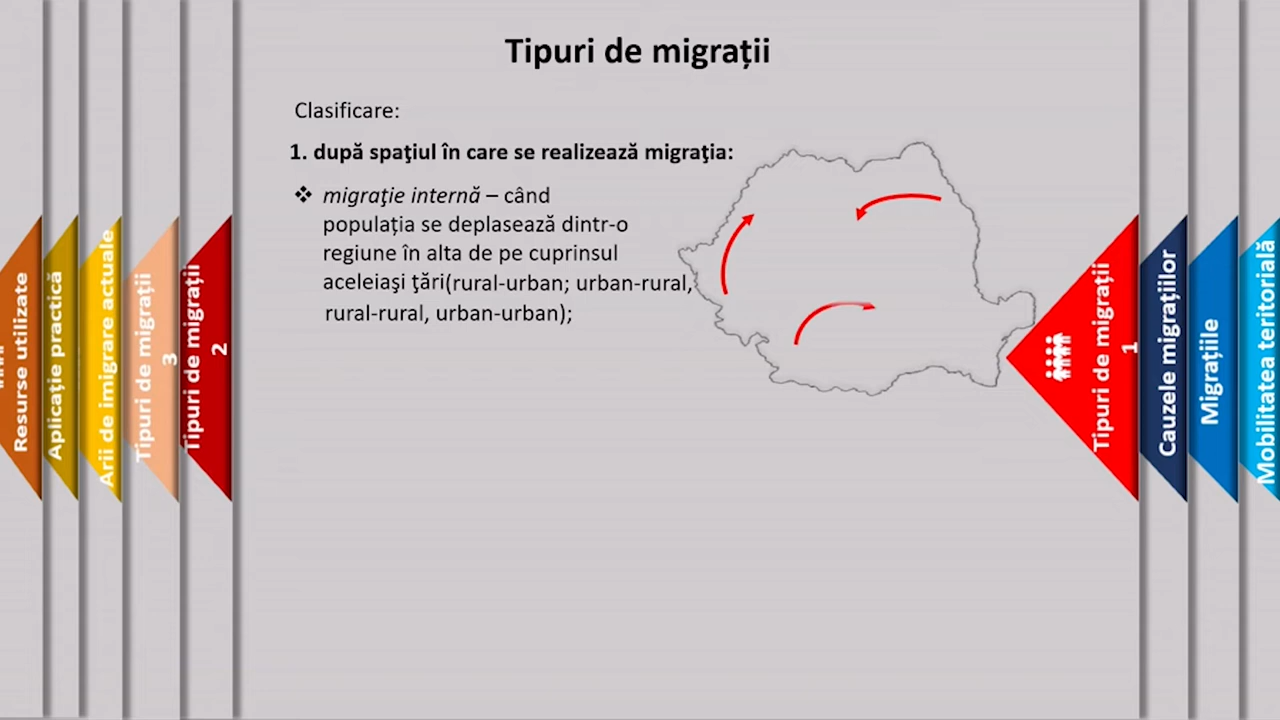 Tipuri de migrații
Clasificare:
1. după spaţiul în care se realizează migraţia:
❖ migraţie internă – când
populația se deplasează dintr-o
regiune în alta de pe cuprinsul
aceleiaşi ţări(rural-urban; urban-rural,
rural-rural, urban-urban);
Resurse utilizate
Aplicație practică
Arii de imigrare actuale
Tipuri de migrații
3
Tipuri de migrații
2
Tipuri de migrații
1
Cauzele migrațiilor
Migrațiile
Mobilitatea teritorială